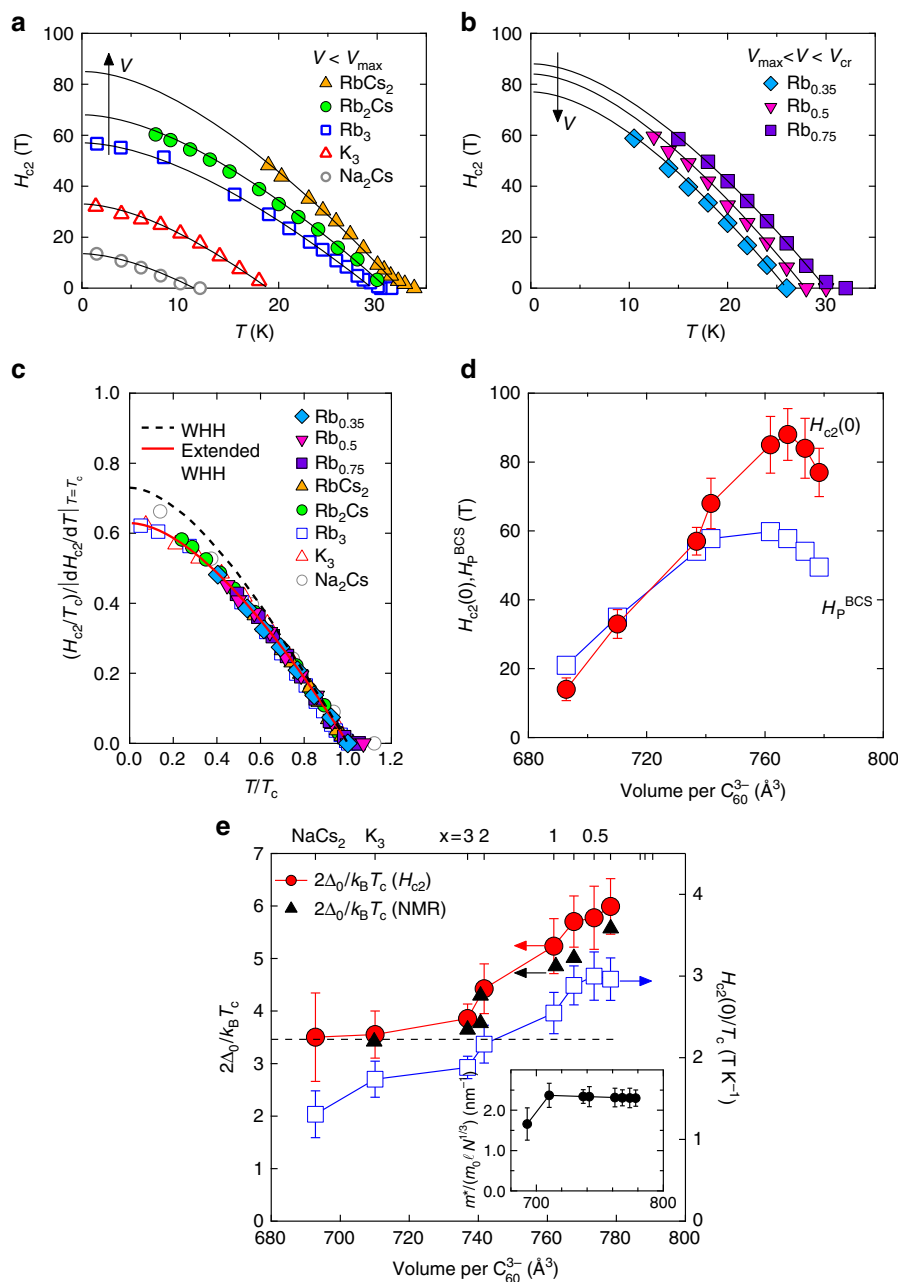 a
H_c2 (T)
100
80
60
40
20
0
V
V < V_max
RbCs₂
Rb₂Cs
Rb₃
K₃
Na₂Cs
0 10 20 30
T (K)
b
H_c2 (T)
100
80
60
40
20
0
V
V_max < V < V_cr
Rb₀.₃₅
Rb₀.₅
Rb₀.₇₅
0 10 20 30
T (K)
c
(H_c2/T_c)/|dH_c2/dT|_T=T_c
1.0
0.8
0.6
0.4
0.2
0.0
WHH
Extended
WHH
Rb₀.₃₅
Rb₀.₅
Rb₀.₇₅
RbCs₂
Rb₂Cs
Rb₃
K₃
Na₂Cs
0.0 0.2 0.4 0.6 0.8 1.0 1.2
T/T_c
d
H_c2(0), H_P^BCS (T)
100
80
60
40
20
0
H_c2(0)
H_P^BCS
680 720 760 800
Volume per C₆₀³⁻ (Å³)
e
NaCs₂ K₃ x=3 2 1 0.5
2Δ₀/k_BT_c
7
6
5
4
3
2
1
0
2Δ₀/k_BT_c (H_c2)
2Δ₀/k_BT_c (NMR)
4
3
2
1
0
H_c2(0)/T_c (T K⁻¹)
m*/(m₀ℓN^1/3) (nm⁻¹)
2.0
1.0
0.0
700 800
680 700 720 740 760 780 800
Volume per C₆₀³⁻ (Å³)